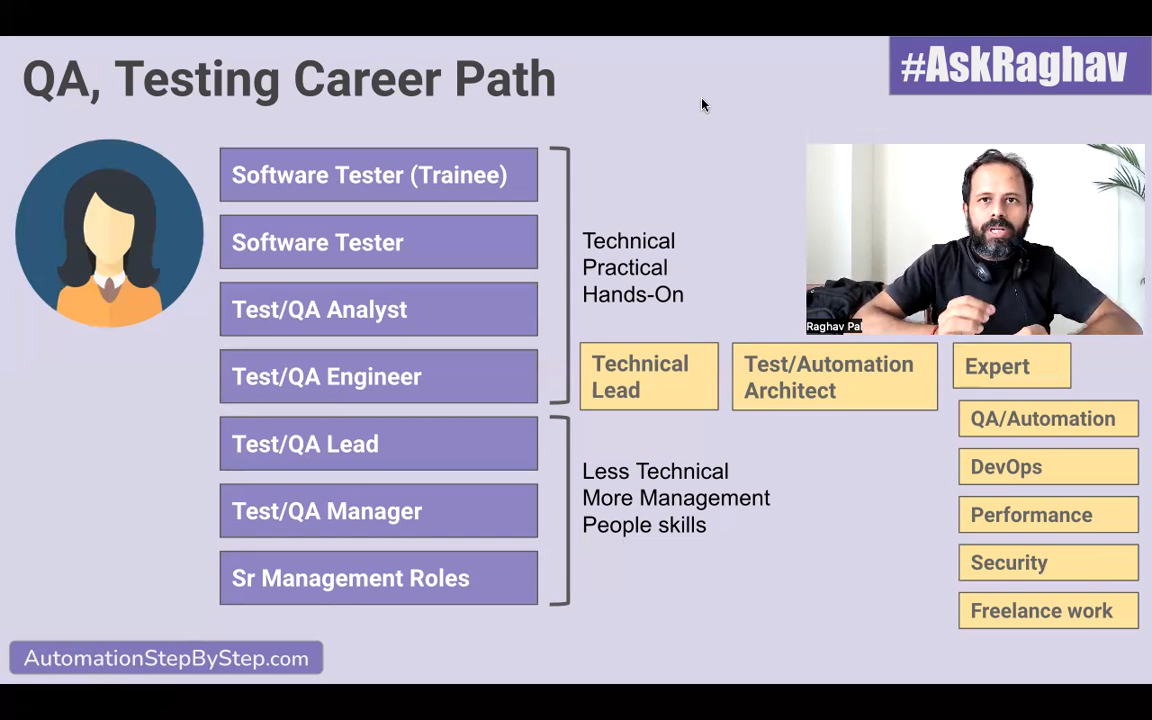 QA, Testing Career Path
#AskRaghav
Software Tester (Trainee)
Software Tester
Test/QA Analyst
Test/QA Engineer
Test/QA Lead
Test/QA Manager
Sr Management Roles
Technical
Practical
Hands-On
Less Technical
More Management
People skills
Raghav Pal
Technical
Lead
Test/Automation
Architect
Expert
QA/Automation
DevOps
Performance
Security
Freelance work
AutomationStepByStep.com